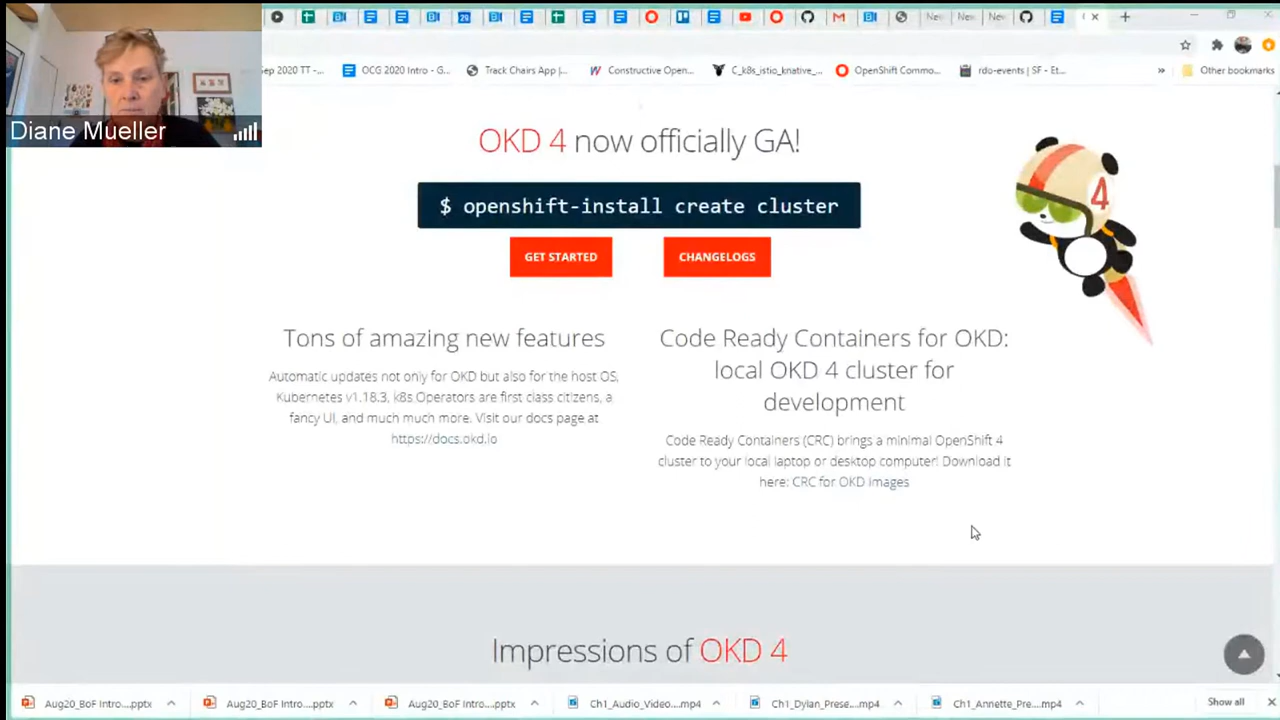 29
New
New
New
Sep 2020 TT -...
OCG 2020 Intro - G...
Track Chairs App |...
Constructive Open...
C_k8s_istio_knative_...
OpenShift Commo...
rdo-events | SF - Et...
»
Other bookmarks
Diane Mueller
OKD 4 now officially GA!
$ openshift-install create cluster
GET STARTED
CHANGELOGS
4
Tons of amazing new features
Automatic updates not only for OKD but also for the host OS,
Kubernetes v1.18.3, k8s Operators are first class citizens, a
fancy UI, and much much more. Visit our docs page at
https://docs.okd.io
Code Ready Containers for OKD:
local OKD 4 cluster for
development
Code Ready Containers (CRC) brings a minimal OpenShift 4
cluster to your local laptop or desktop computer! Download it
here: CRC for OKD Images
Impressions of OKD 4
Aug20_BoF Intro....pptx
Aug20_BoF Intro....pptx
Aug20_BoF Intro....pptx
Ch1_Audio_Video....mp4
Ch1_Dylan_Prese....mp4
Ch1_Annette_Pre....mp4
Show all